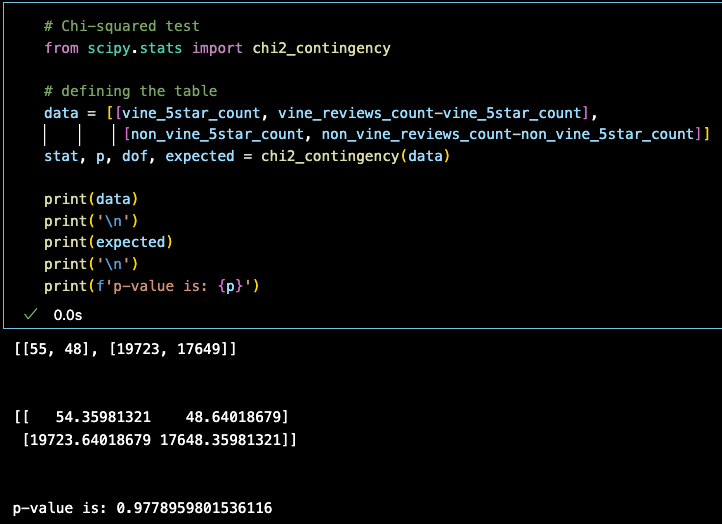 # Chi-squared test
from scipy.stats import chi2_contingency
# defining the table
data = [[vine_5star_count, vine_reviews_count-vine_5star_count],
[non_vine_5star_count, non_vine_reviews_count-non_vine_5star_count]]
stat, p, dof, expected = chi2_contingency(data)
print(data)
print('\n')
print(expected)
print('\n')
print(f'p-value is: {p}')
0.0s
[[55, 48], [19723, 17649]]
[[   54.35981321    48.64018679]
[19723.64018679 17648.35981321]]
p-value is: 0.9778959801536116